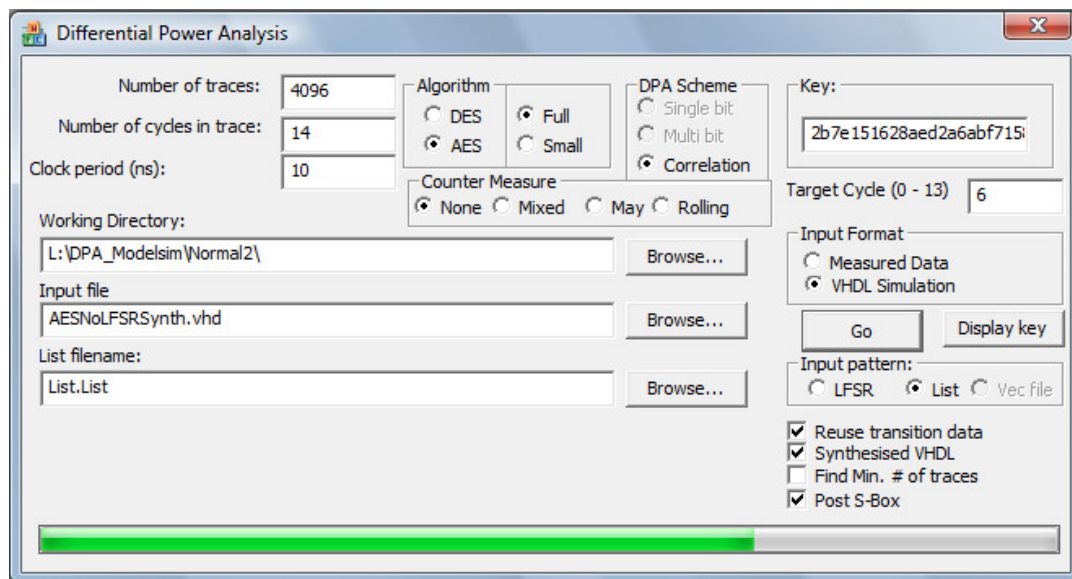 Differential Power Analysis
Number of traces: 4096
Number of cycles in trace: 14
Clock period (ns): 10
Algorithm
DES
AES
Full
Small
DPA Scheme
Single bit
Multi bit
Correlation
Key:
2b7e151628aed2a6abf715
Counter Measure
None Mixed May Rolling
Target Cycle (0 - 13) 6
Working Directory:
L:\DPA_Modelsim\Normal2\
Browse...
Input Format
Measured Data
VHDL Simulation
Input file
AESNoLFSRSynth.vhd
Browse...
Go
Display key
List filename:
List.List
Browse...
Input pattern:
LFSR List Vec file
Reuse transition data
Synthesised VHDL
Find Min. # of traces
Post S-Box